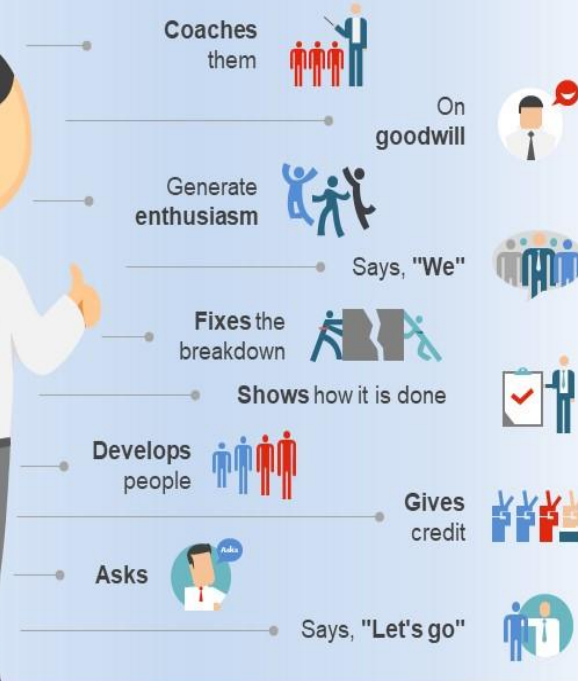 Coaches
them
On
goodwill
Generate
enthusiasm
Says, "We"
Fixes the
breakdown
Shows how it is done
Develops
people
Gives
credit
Asks
Asks
Says, "Let's go"